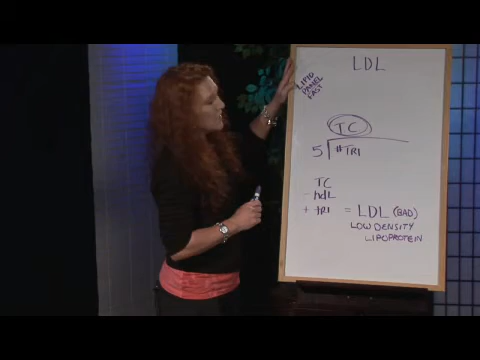 LDL
LIPID
PANEL
FAST
TC
5 #TRI
TC
- hdL
+ tRI = LDL (BAD)
LOW DENSITY
LIPOPROTEIN